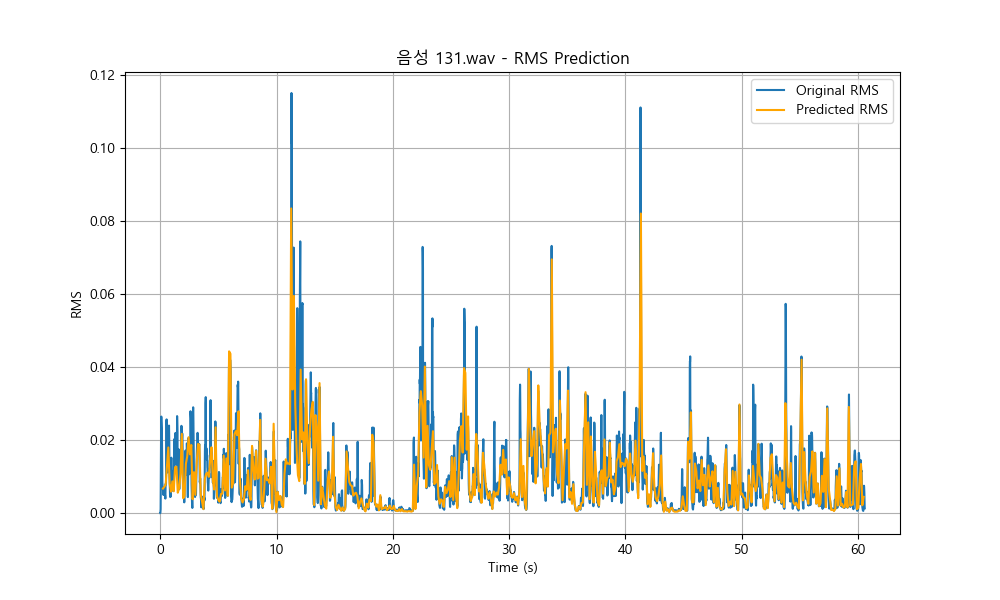 음성 131.wav - RMS Prediction
Original RMS
Predicted RMS
0.12
0.10
0.08
0.06
0.04
0.02
0.00
RMS
0 10 20 30 40 50 60
Time (s)